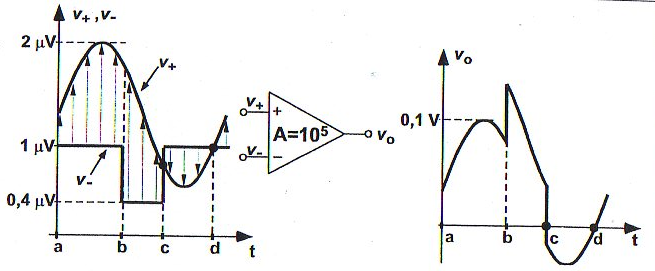 v+ ,v-
2 μV
v+
1 μV
v-
0,4 μV
a b c d t
v+
+
A=10⁵
v-
−
vo
vo
0,1 V
a b c d t